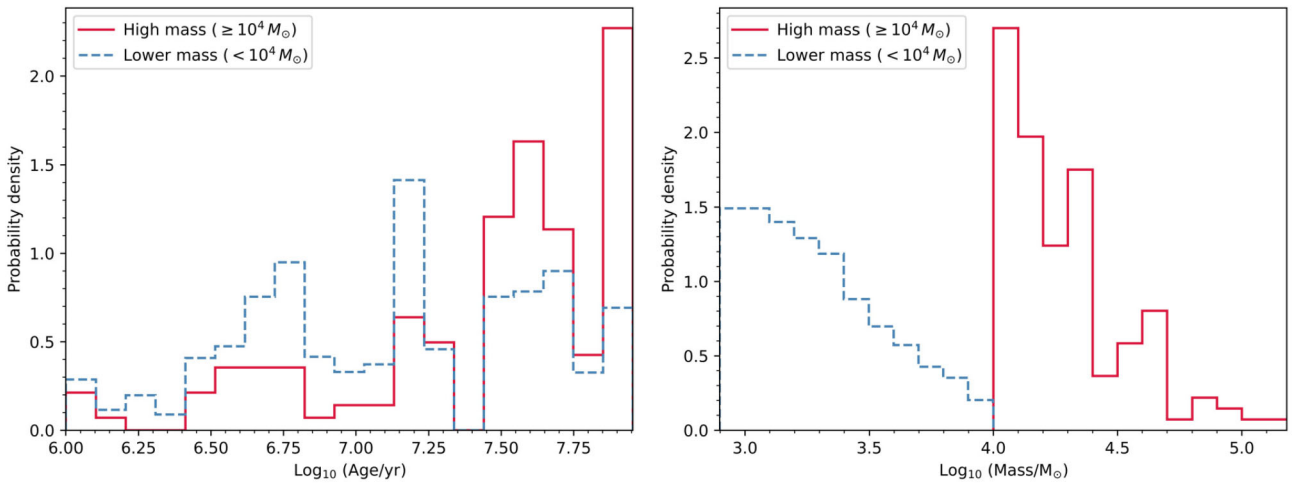 High mass ( ≥ 10⁴ M⊙)
Lower mass ( < 10⁴ M⊙)
Probability density
2.0
1.5
1.0
0.5
0.0
6.00 6.25 6.50 6.75 7.00 7.25 7.50 7.75
Log₁₀ (Age/yr)
High mass ( ≥ 10⁴ M⊙)
Lower mass ( < 10⁴ M⊙)
Probability density
2.5
2.0
1.5
1.0
0.5
0.0
3.0 3.5 4.0 4.5 5.0
Log₁₀ (Mass/M⊙)